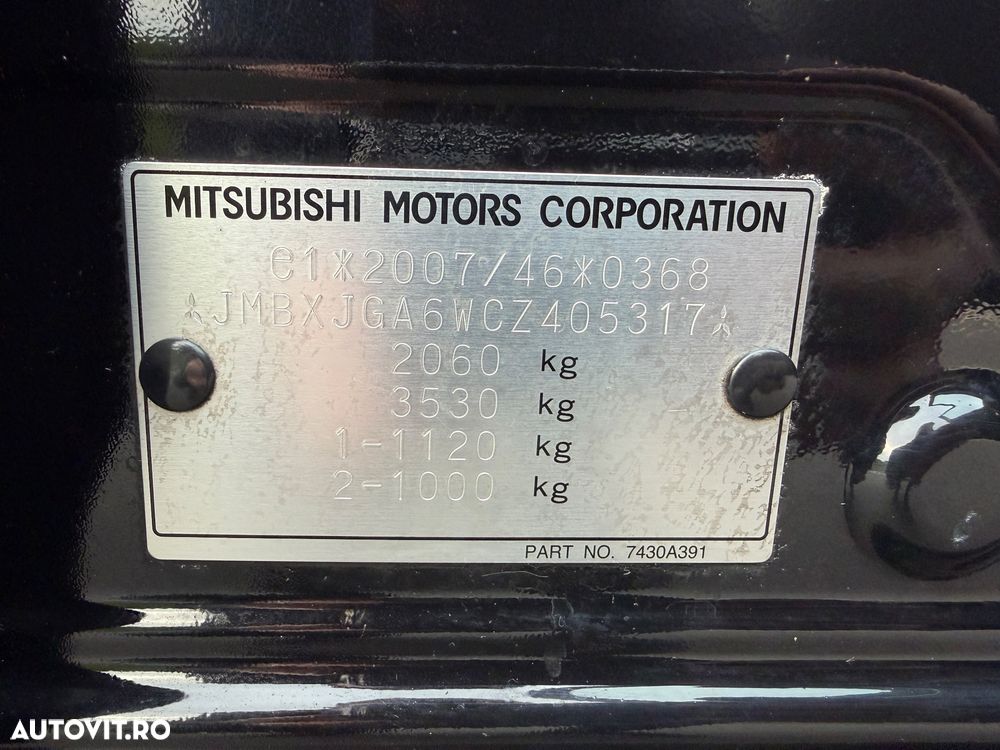 MITSUBISHI MOTORS CORPORATION
e1*2007/46*0368
JMBXJGA6WCZ405317
2060 kg
3530 kg
1-1120 kg
2-1000 kg
PART NO. 7430A391
AUTOVIT.RO